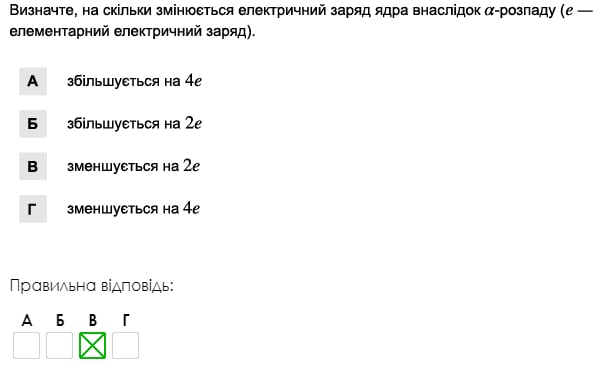 Визначте, на скільки змінюється електричний заряд ядра внаслідок α-розпаду (e —
елементарний електричний заряд).
А збільшується на 4e
Б збільшується на 2e
В зменшується на 2e
Г зменшується на 4e
Правильна відповідь:
А Б В Г